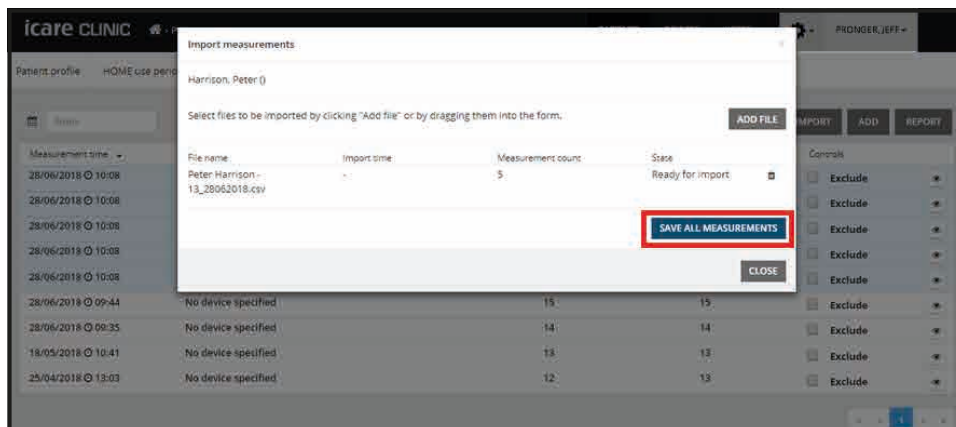 icare CLINIC
PRONGER, JEFF
Patient profile HOME use perio
Import measurements
Harrison, Peter ()
Select files to be imported by clicking "Add file" or by dragging them into the form.
ADD FILE
IMPORT ADD REPORT
File name Import time Measurement count State
Peter Harrison - - 5 Ready for import
13_28062018.csv
SAVE ALL MEASUREMENTS
CLOSE
Measurement time Controls
28/06/2018 10:08 Exclude
28/06/2018 10:08 Exclude
28/06/2018 10:08 Exclude
28/06/2018 10:08 Exclude
28/06/2018 10:08 Exclude
28/06/2018 09:44 No device specified 15 15 Exclude
28/06/2018 09:35 No device specified 14 14 Exclude
18/05/2018 10:41 No device specified 13 13 Exclude
25/04/2018 13:03 No device specified 12 13 Exclude
1